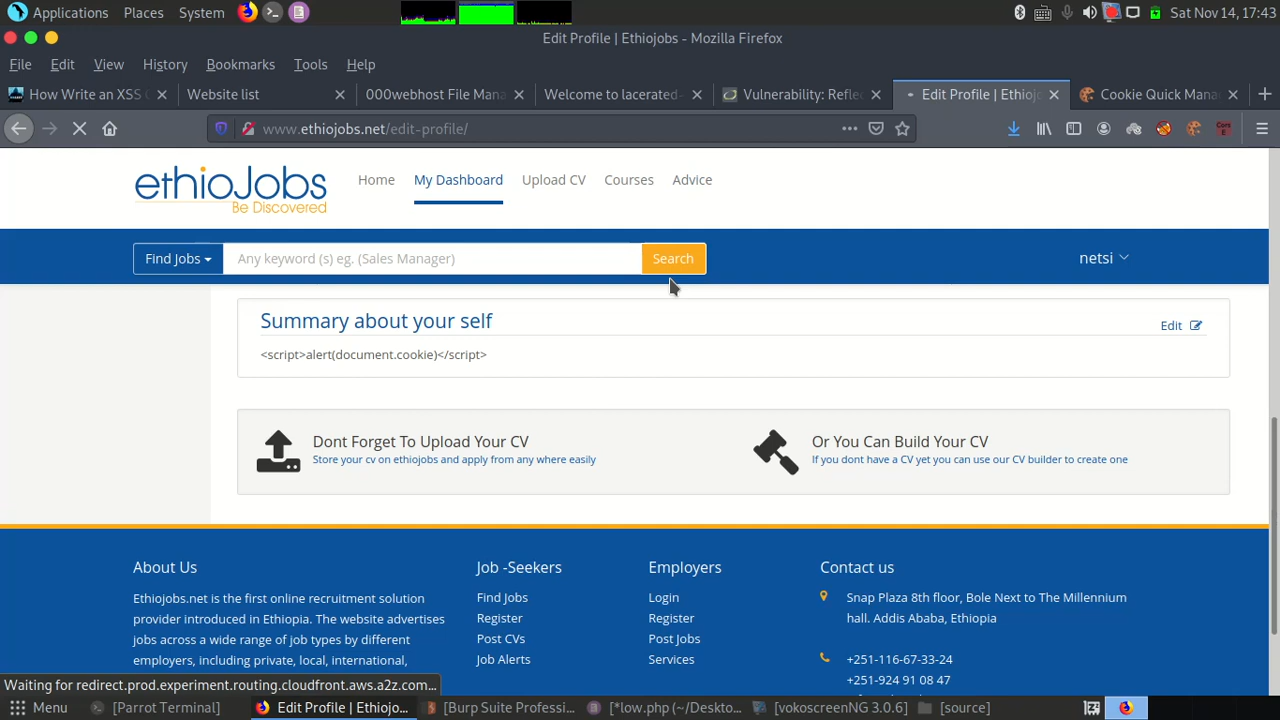 Applications Places System Sat Nov 14, 17:43
Edit Profile | Ethiojobs - Mozilla Firefox
File Edit View History Bookmarks Tools Help
How Write an XSS Website list 000webhost File Mana Welcome to lacerated- Vulnerability: Reflec Edit Profile | Ethiojo Cookie Quick Mana
www.ethiojobs.net/edit-profile/
ethioJobs
Be Discovered
Home My Dashboard Upload CV Courses Advice
Find Jobs Any keyword (s) eg. (Sales Manager) Search netsi
Summary about your self Edit
<script>alert(document.cookie)</script>
Dont Forget To Upload Your CV
Store your cv on ethiojobs and apply from any where easily
Or You Can Build Your CV
If you dont have a CV yet you can use our CV builder to create one
About Us
Ethiojobs.net is the first online recruitment solution
provider introduced in Ethiopia. The website advertises
jobs across a wide range of job types by different
employers, including private, local, international,
Job -Seekers
Find Jobs
Register
Post CVs
Job Alerts
Employers
Login
Register
Post Jobs
Services
Contact us
Snap Plaza 8th floor, Bole Next to The Millennium
hall. Addis Ababa, Ethiopia
+251-116-67-33-24
+251-924 91 08 47
Waiting for redirect.prod.experiment.routing.cloudfront.aws.a2z.com…
Menu [Parrot Terminal] Edit Profile | Ethiojo… [Burp Suite Professi… [*low.php (~/Deskto… [vokoscreenNG 3.0.6] [source]